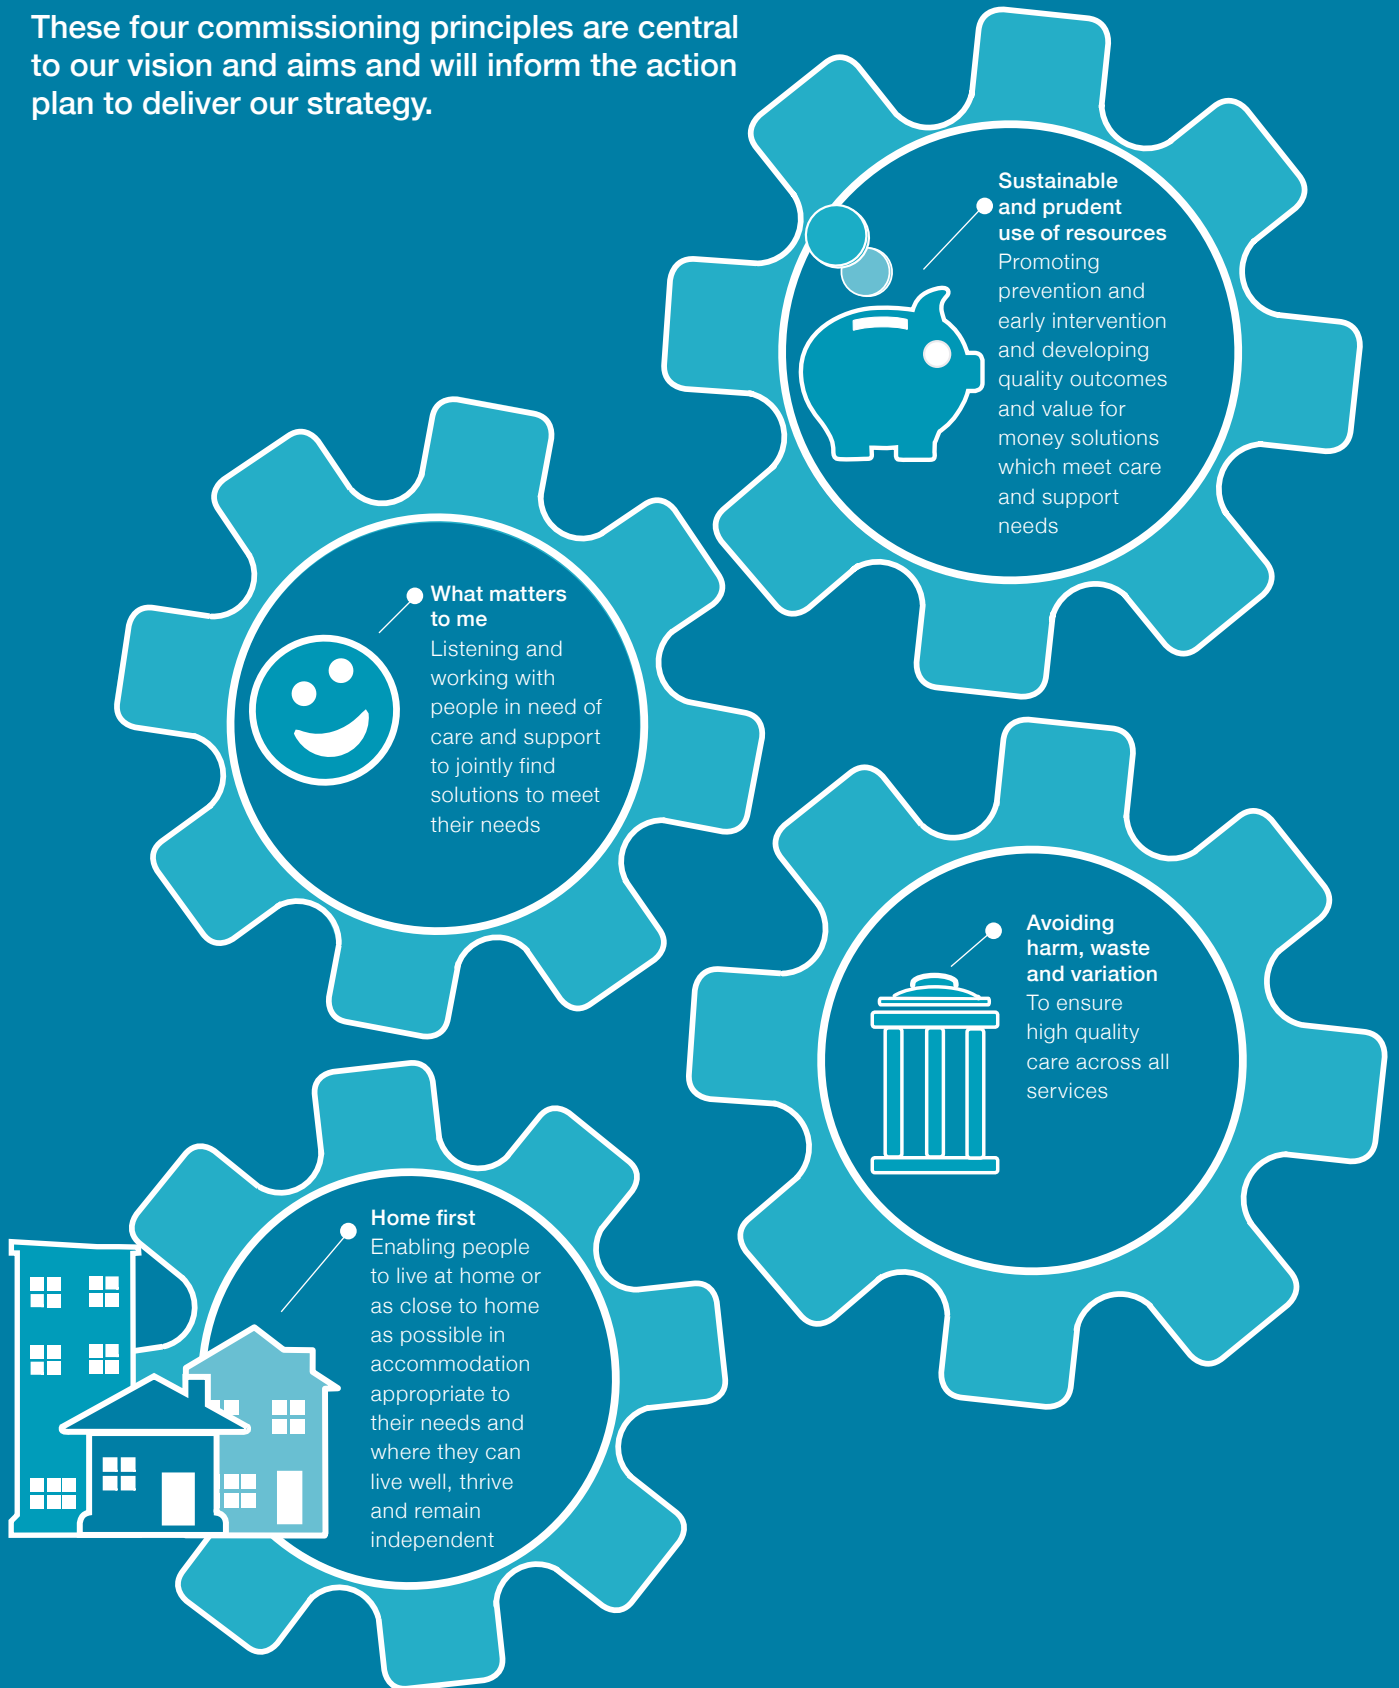 These four commissioning principles are central
to our vision and aims and will inform the action
plan to deliver our strategy.
Sustainable
and prudent
use of resources
Promoting
prevention and
early intervention
and developing
quality outcomes
and value for
money solutions
which meet care
and support
needs
What matters
to me
Listening and
working with
people in need of
care and support
to jointly find
solutions to meet
their needs
Avoiding
harm, waste
and variation
To ensure
high quality
care across all
services
Home first
Enabling people
to live at home or
as close to home
as possible in
accommodation
appropriate to
their needs and
where they can
live well, thrive
and remain
independent